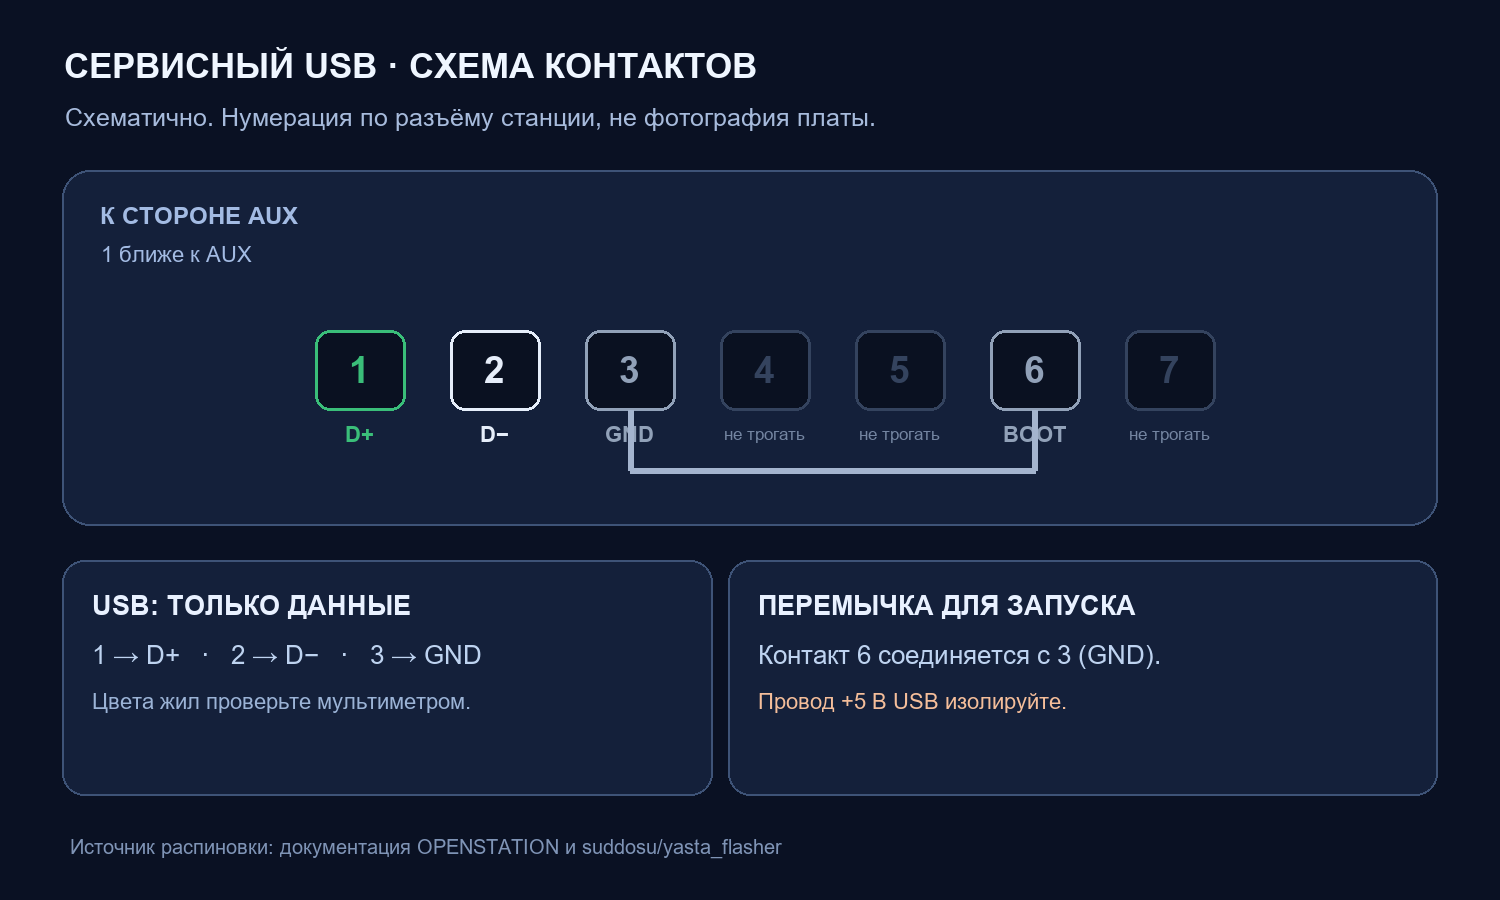 СЕРВИСНЫЙ USB · СХЕМА КОНТАКТОВ
Схематично. Нумерация по разъёму станции, не фотография платы.
К СТОРОНЕ AUX
1 ближе к AUX
1 2 3 4 5 6 7
D+ D− GND не трогать не трогать BOOT не трогать
USB: ТОЛЬКО ДАННЫЕ
1 → D+ · 2 → D− · 3 → GND
Цвета жил проверьте мультиметром.
ПЕРЕМЫЧКА ДЛЯ ЗАПУСКА
Контакт 6 соединяется с 3 (GND).
Провод +5 В USB изолируйте.
Источник распиновки: документация OPENSTATION и suddosu/yasta_flasher